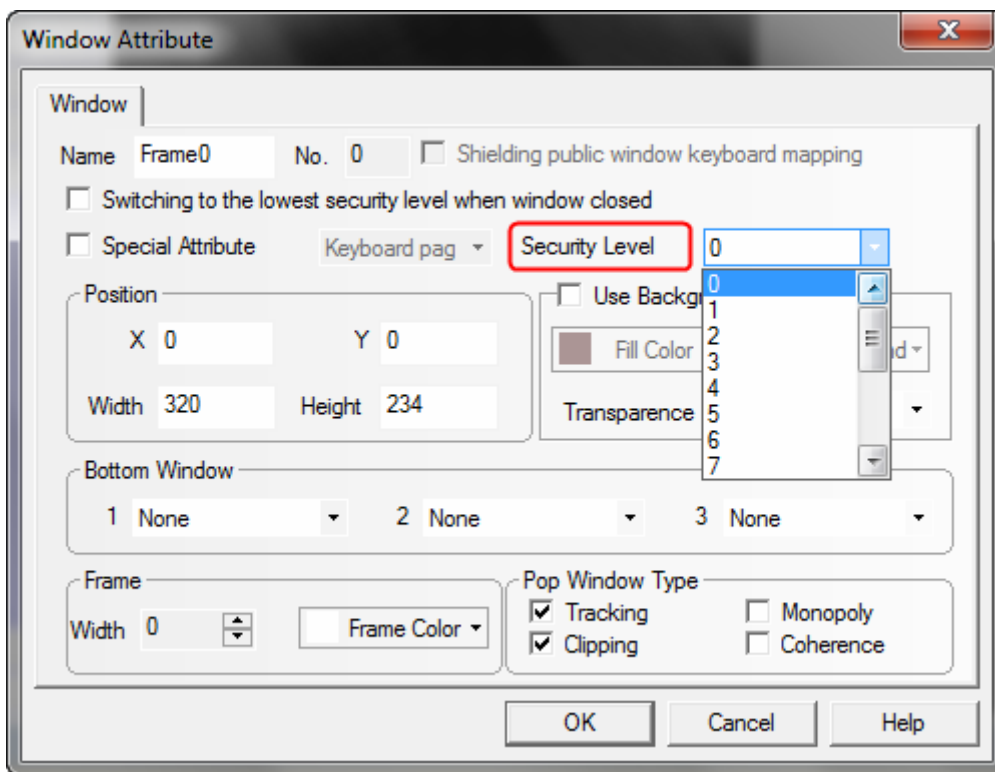 Window Attribute
Window
Name Frame0 No. 0 Shielding public window keyboard mapping
Switching to the lowest security level when window closed
Special Attribute Keyboard pag Security Level 0
Position
X 0 Y 0
Width 320 Height 234
Use Backg
Fill Color
Transparence
0
1
2
3
4
5
6
7
Bottom Window
1 None 2 None 3 None
Frame
Width 0 Frame Color
Pop Window Type
Tracking Monopoly
Clipping Coherence
OK Cancel Help